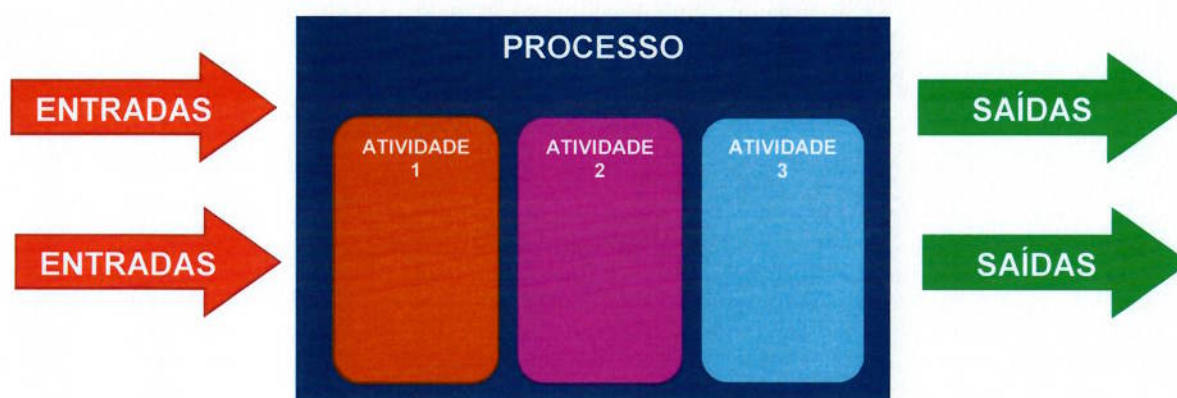 PROCESSO
ENTRADAS
ENTRADAS
ATIVIDADE
1
ATIVIDADE
2
ATIVIDADE
3
SAÍDAS
SAÍDAS